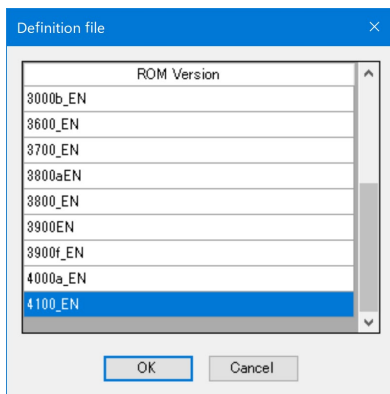 Definition file
ROM Version
3000b_EN
3600_EN
3700_EN
3800aEN
3800_EN
3900EN
3900f_EN
4000a_EN
4100_EN
OK
Cancel